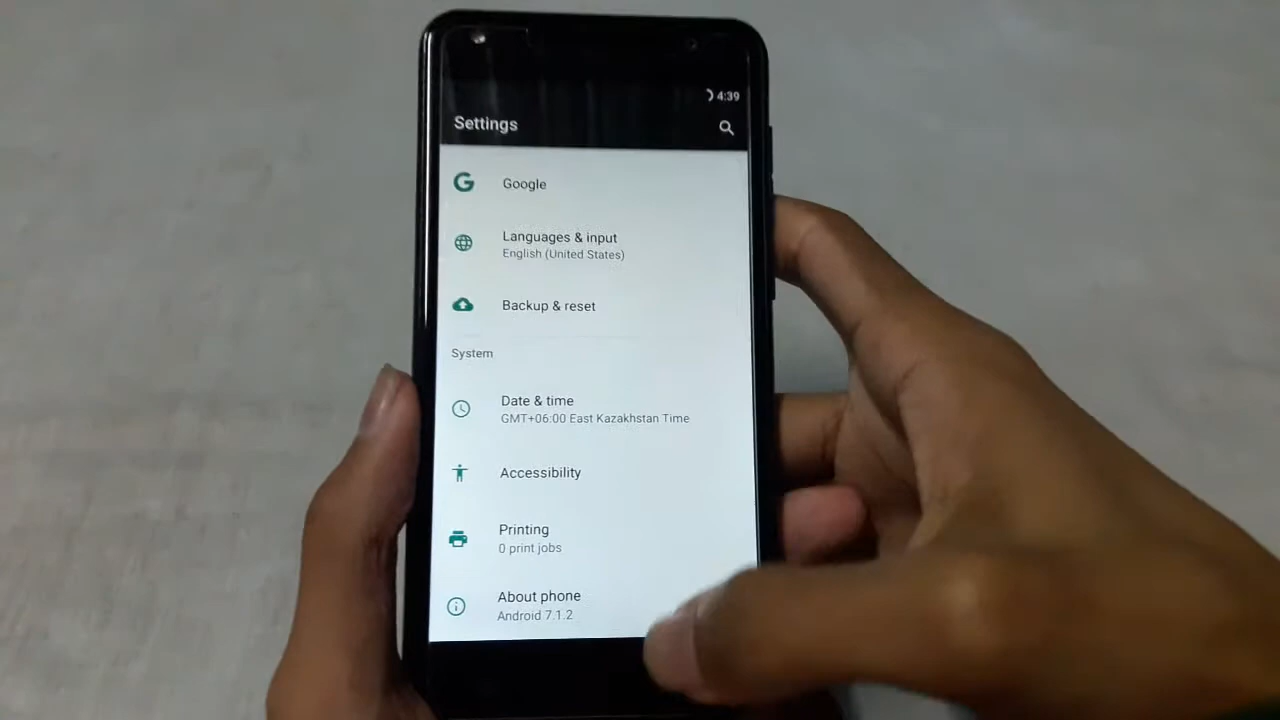 4:39
Settings
Google
Languages & input
English (United States)
Backup & reset
System
Date & time
GMT+06:00 East Kazakhstan Time
Accessibility
Printing
0 print jobs
About phone
Android 7.1.2